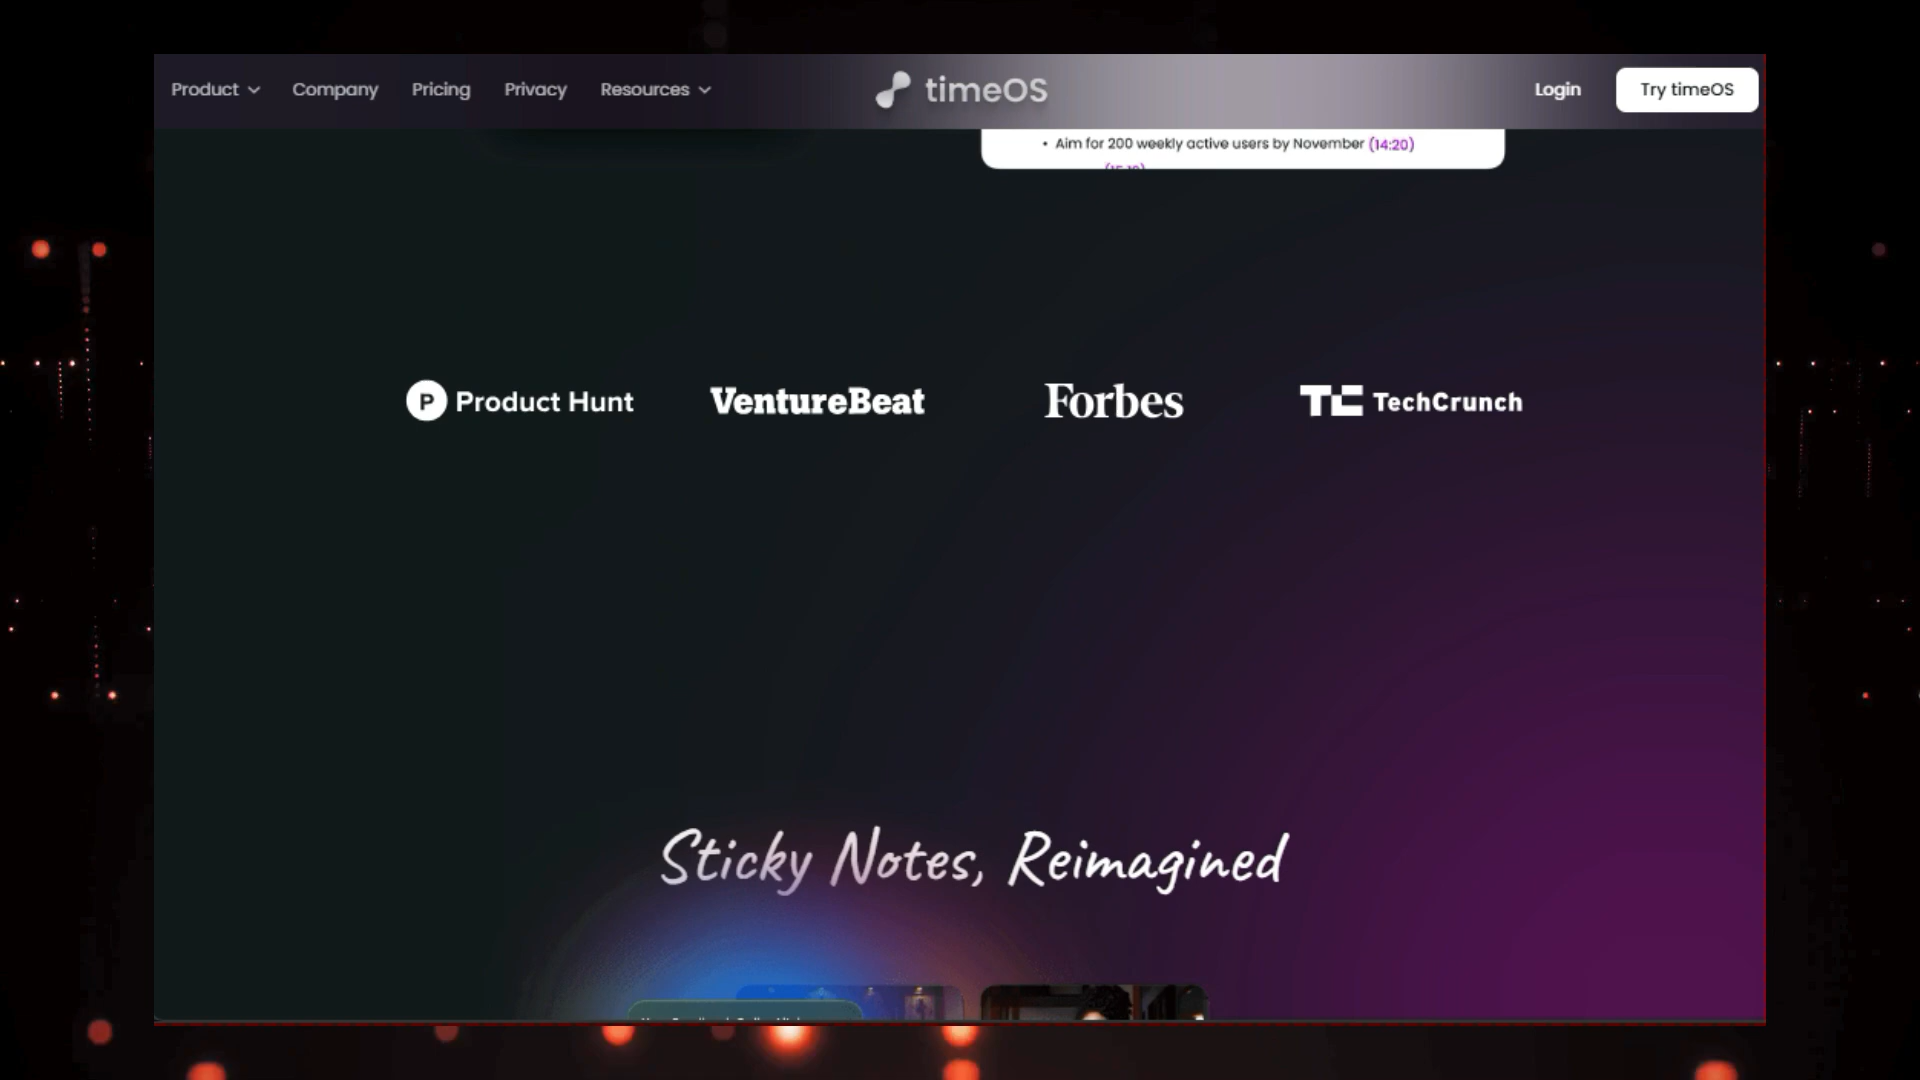 Product Company Pricing Privacy Resources timeOS Login Try timeOS
• Aim for 200 weekly active users by November (14:20)
P Product Hunt VentureBeat Forbes TC TechCrunch
Sticky Notes, Reimagined